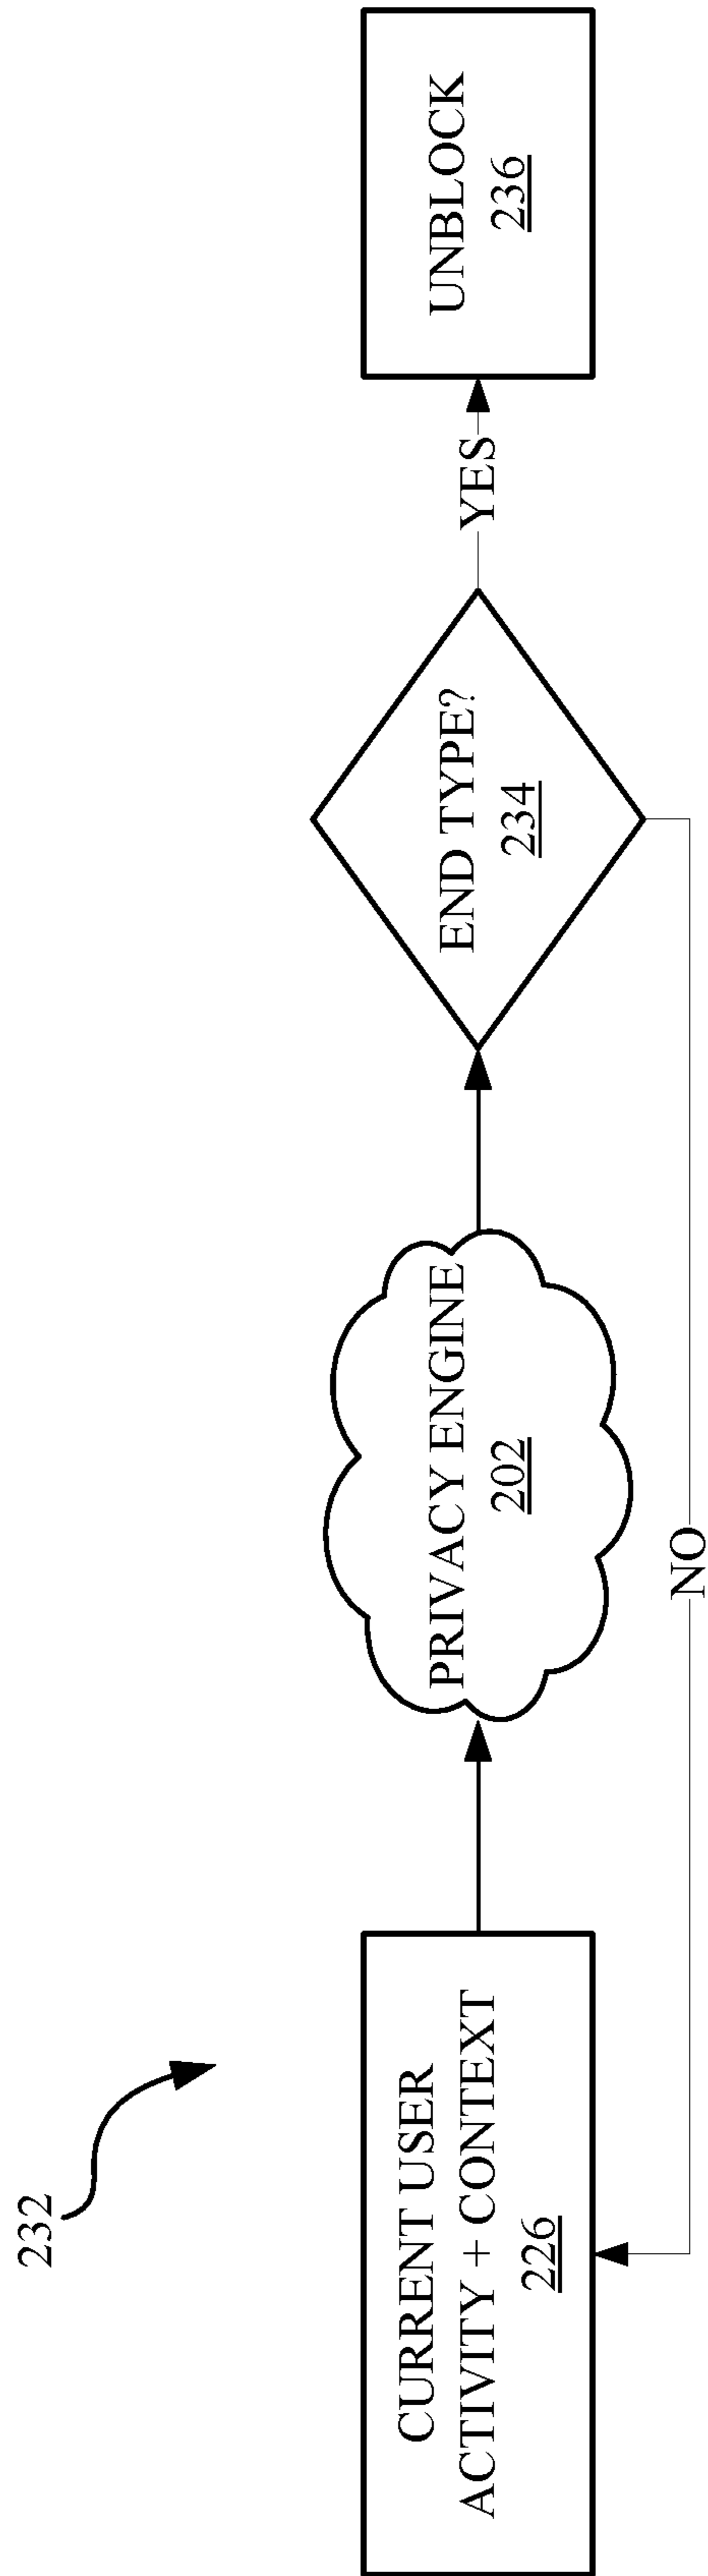 232
CURRENT USER
ACTIVITY + CONTEXT
226
PRIVACY ENGINE
202
END TYPE?
234
YES
UNBLOCK
236
NO